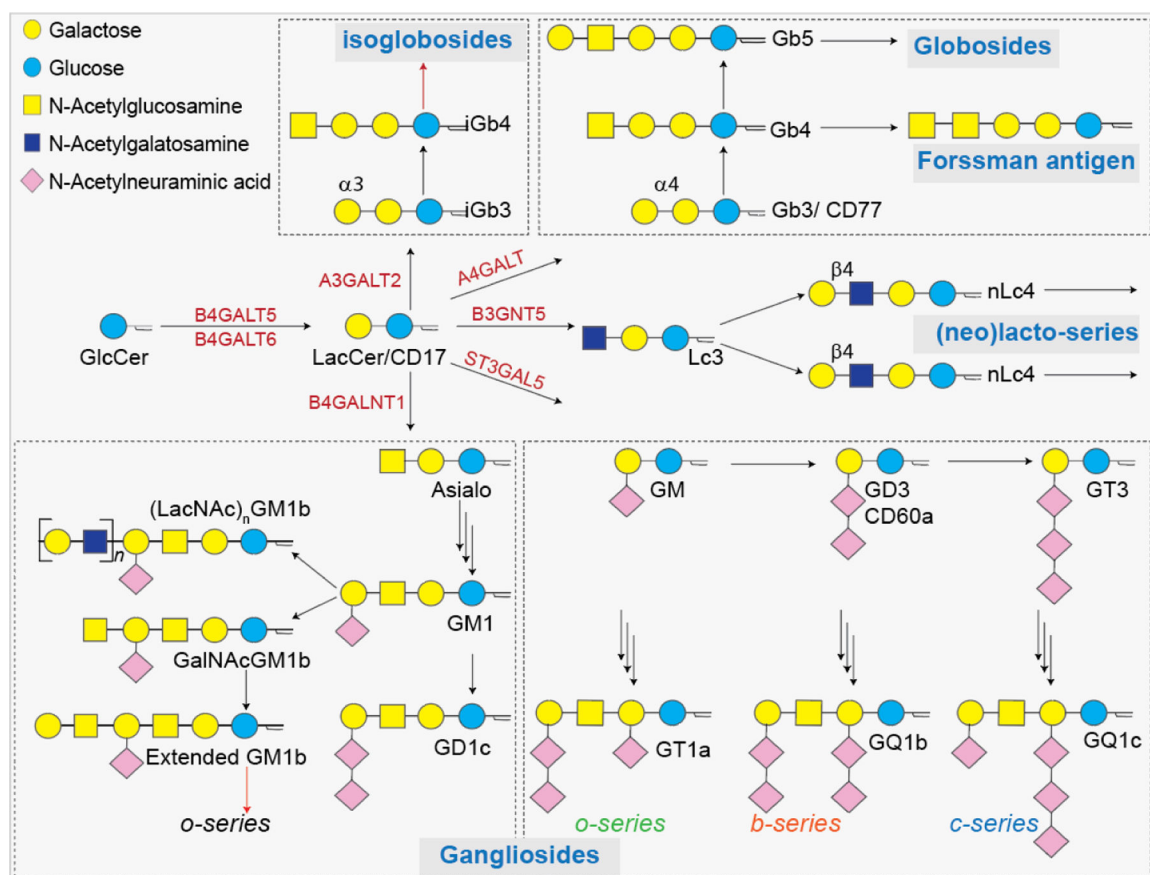 Galactose
Glucose
N-Acetylglucosamine
N-Acetylgalatosamine
N-Acetylneuraminic acid
isoglobosides
iGb4
α3
iGb3
Gb5
Globosides
Gb4
Forssman antigen
α4
Gb3/ CD77
A3GALT2
A4GALT
B4GALT5
B4GALT6
B3GNT5
GlcCer
LacCer/CD17
ST3GAL5
B4GALNT1
Lc3
β4
nLc4
(neo)lacto-series
β4
nLc4
Asialo
(LacNAc)nGM1b
n
GM1
GalNAcGM1b
GD1c
Extended GM1b
o-series
GM
GD3
CD60a
GT3
GT1a
GQ1b
GQ1c
o-series
b-series
c-series
Gangliosides